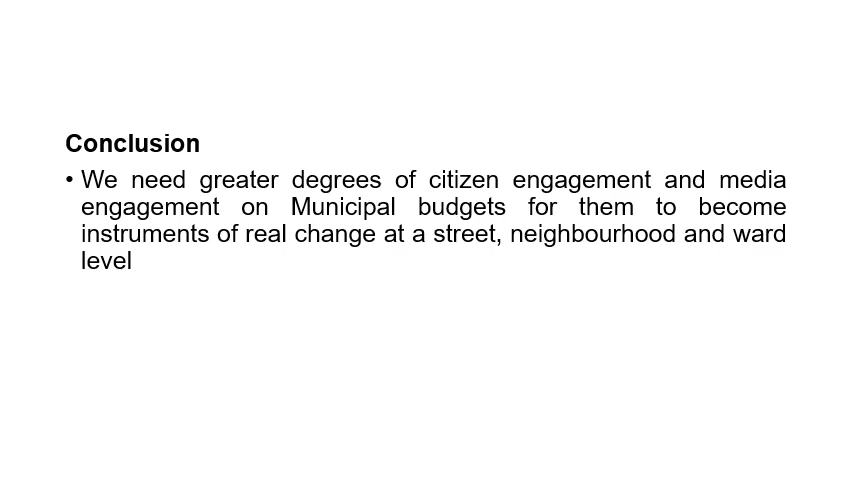 Conclusion
• We need greater degrees of citizen engagement and media
engagement on Municipal budgets for them to become
instruments of real change at a street, neighbourhood and ward
level